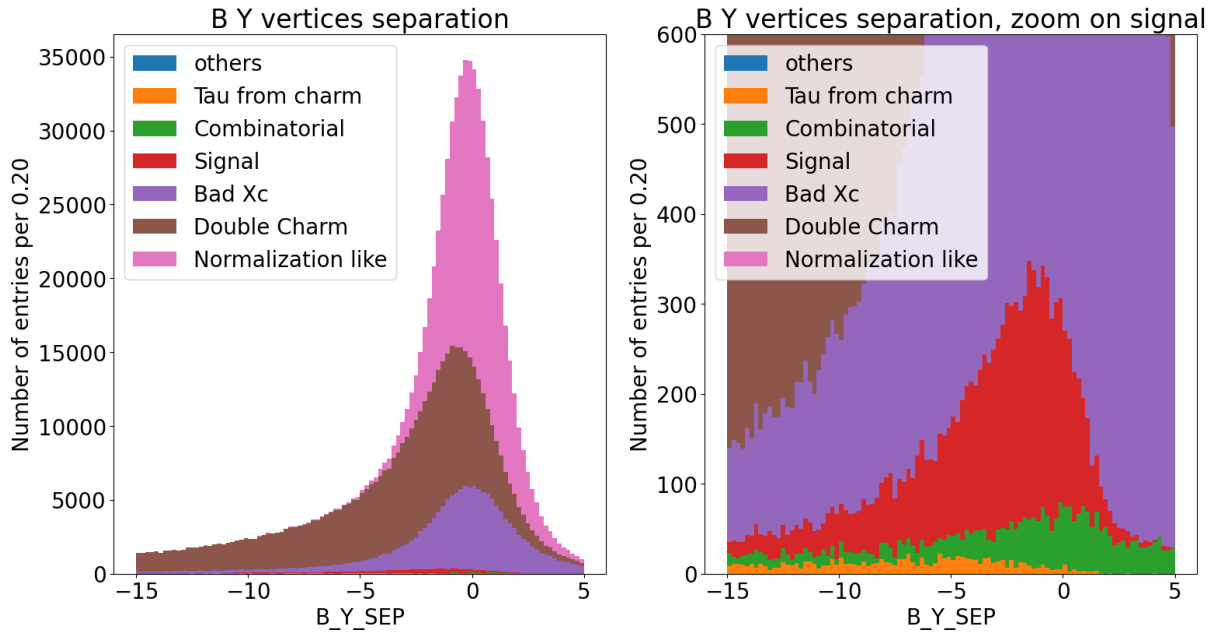 B Y vertices separation
Number of entries per 0.20
35000
30000
25000
20000
15000
10000
5000
0
others
Tau from charm
Combinatorial
Signal
Bad Xc
Double Charm
Normalization like
−15
−10
−5
0
5
B_Y_SEP
B Y vertices separation, zoom on signal
Number of entries per 0.20
600
500
400
300
200
100
0
others
Tau from charm
Combinatorial
Signal
Bad Xc
Double Charm
Normalization like
−15
−10
−5
0
5
B_Y_SEP